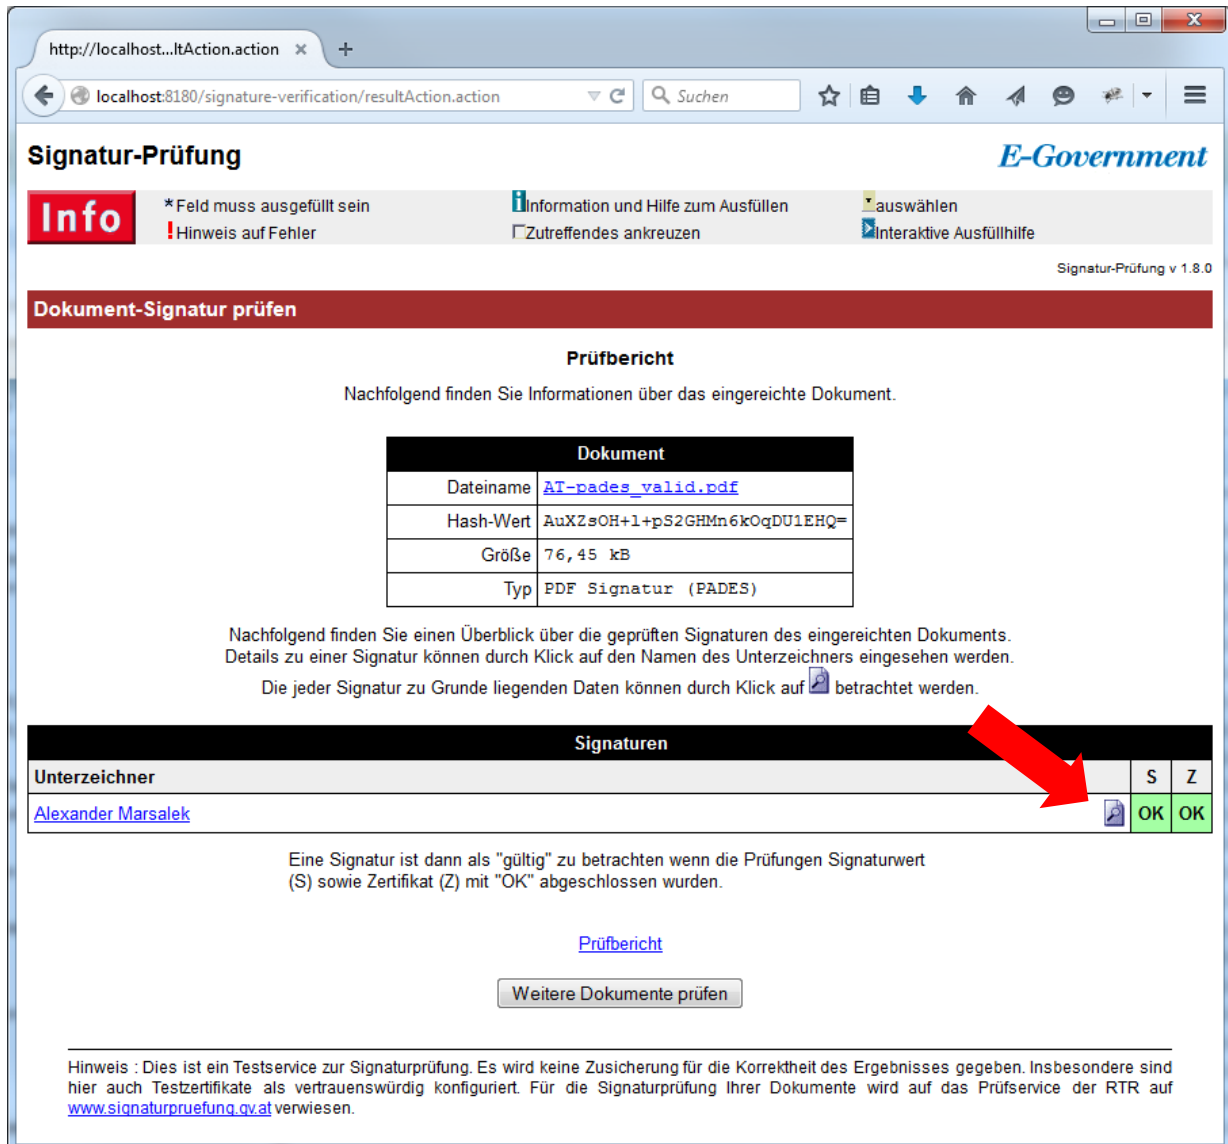 http://localhost...ltAction.action
localhost:8180/signature-verification/resultAction.action
Suchen
Signatur-Prüfung
E-Government
Info
* Feld muss ausgefüllt sein
Information und Hilfe zum Ausfüllen
auswählen
! Hinweis auf Fehler
Zutreffendes ankreuzen
Interaktive Ausfüllhilfe
Signatur-Prüfung v 1.8.0
Dokument-Signatur prüfen
Prüfbericht
Nachfolgend finden Sie Informationen über das eingereichte Dokument.
Dokument
Dateiname AT-pades_valid.pdf
Hash-Wert AuXZsOH+l+pS2GHMn6kOqDU1EHQ=
Größe 76,45 kB
Typ PDF Signatur (PADES)
Nachfolgend finden Sie einen Überblick über die geprüften Signaturen des eingereichten Dokuments.
Details zu einer Signatur können durch Klick auf den Namen des Unterzeichners eingesehen werden.
Die jeder Signatur zu Grunde liegenden Daten können durch Klick auf betrachtet werden.
Signaturen
Unterzeichner S Z
Alexander Marsalek OK OK
Eine Signatur ist dann als "gültig" zu betrachten wenn die Prüfungen Signaturwert
(S) sowie Zertifikat (Z) mit "OK" abgeschlossen wurden.
Prüfbericht
Weitere Dokumente prüfen
Hinweis : Dies ist ein Testservice zur Signaturprüfung. Es wird keine Zusicherung für die Korrektheit des Ergebnisses gegeben. Insbesondere sind
hier auch Testzertifikate als vertrauenswürdig konfiguriert. Für die Signaturprüfung Ihrer Dokumente wird auf das Prüfservice der RTR auf
www.signaturpruefung.gv.at verwiesen.